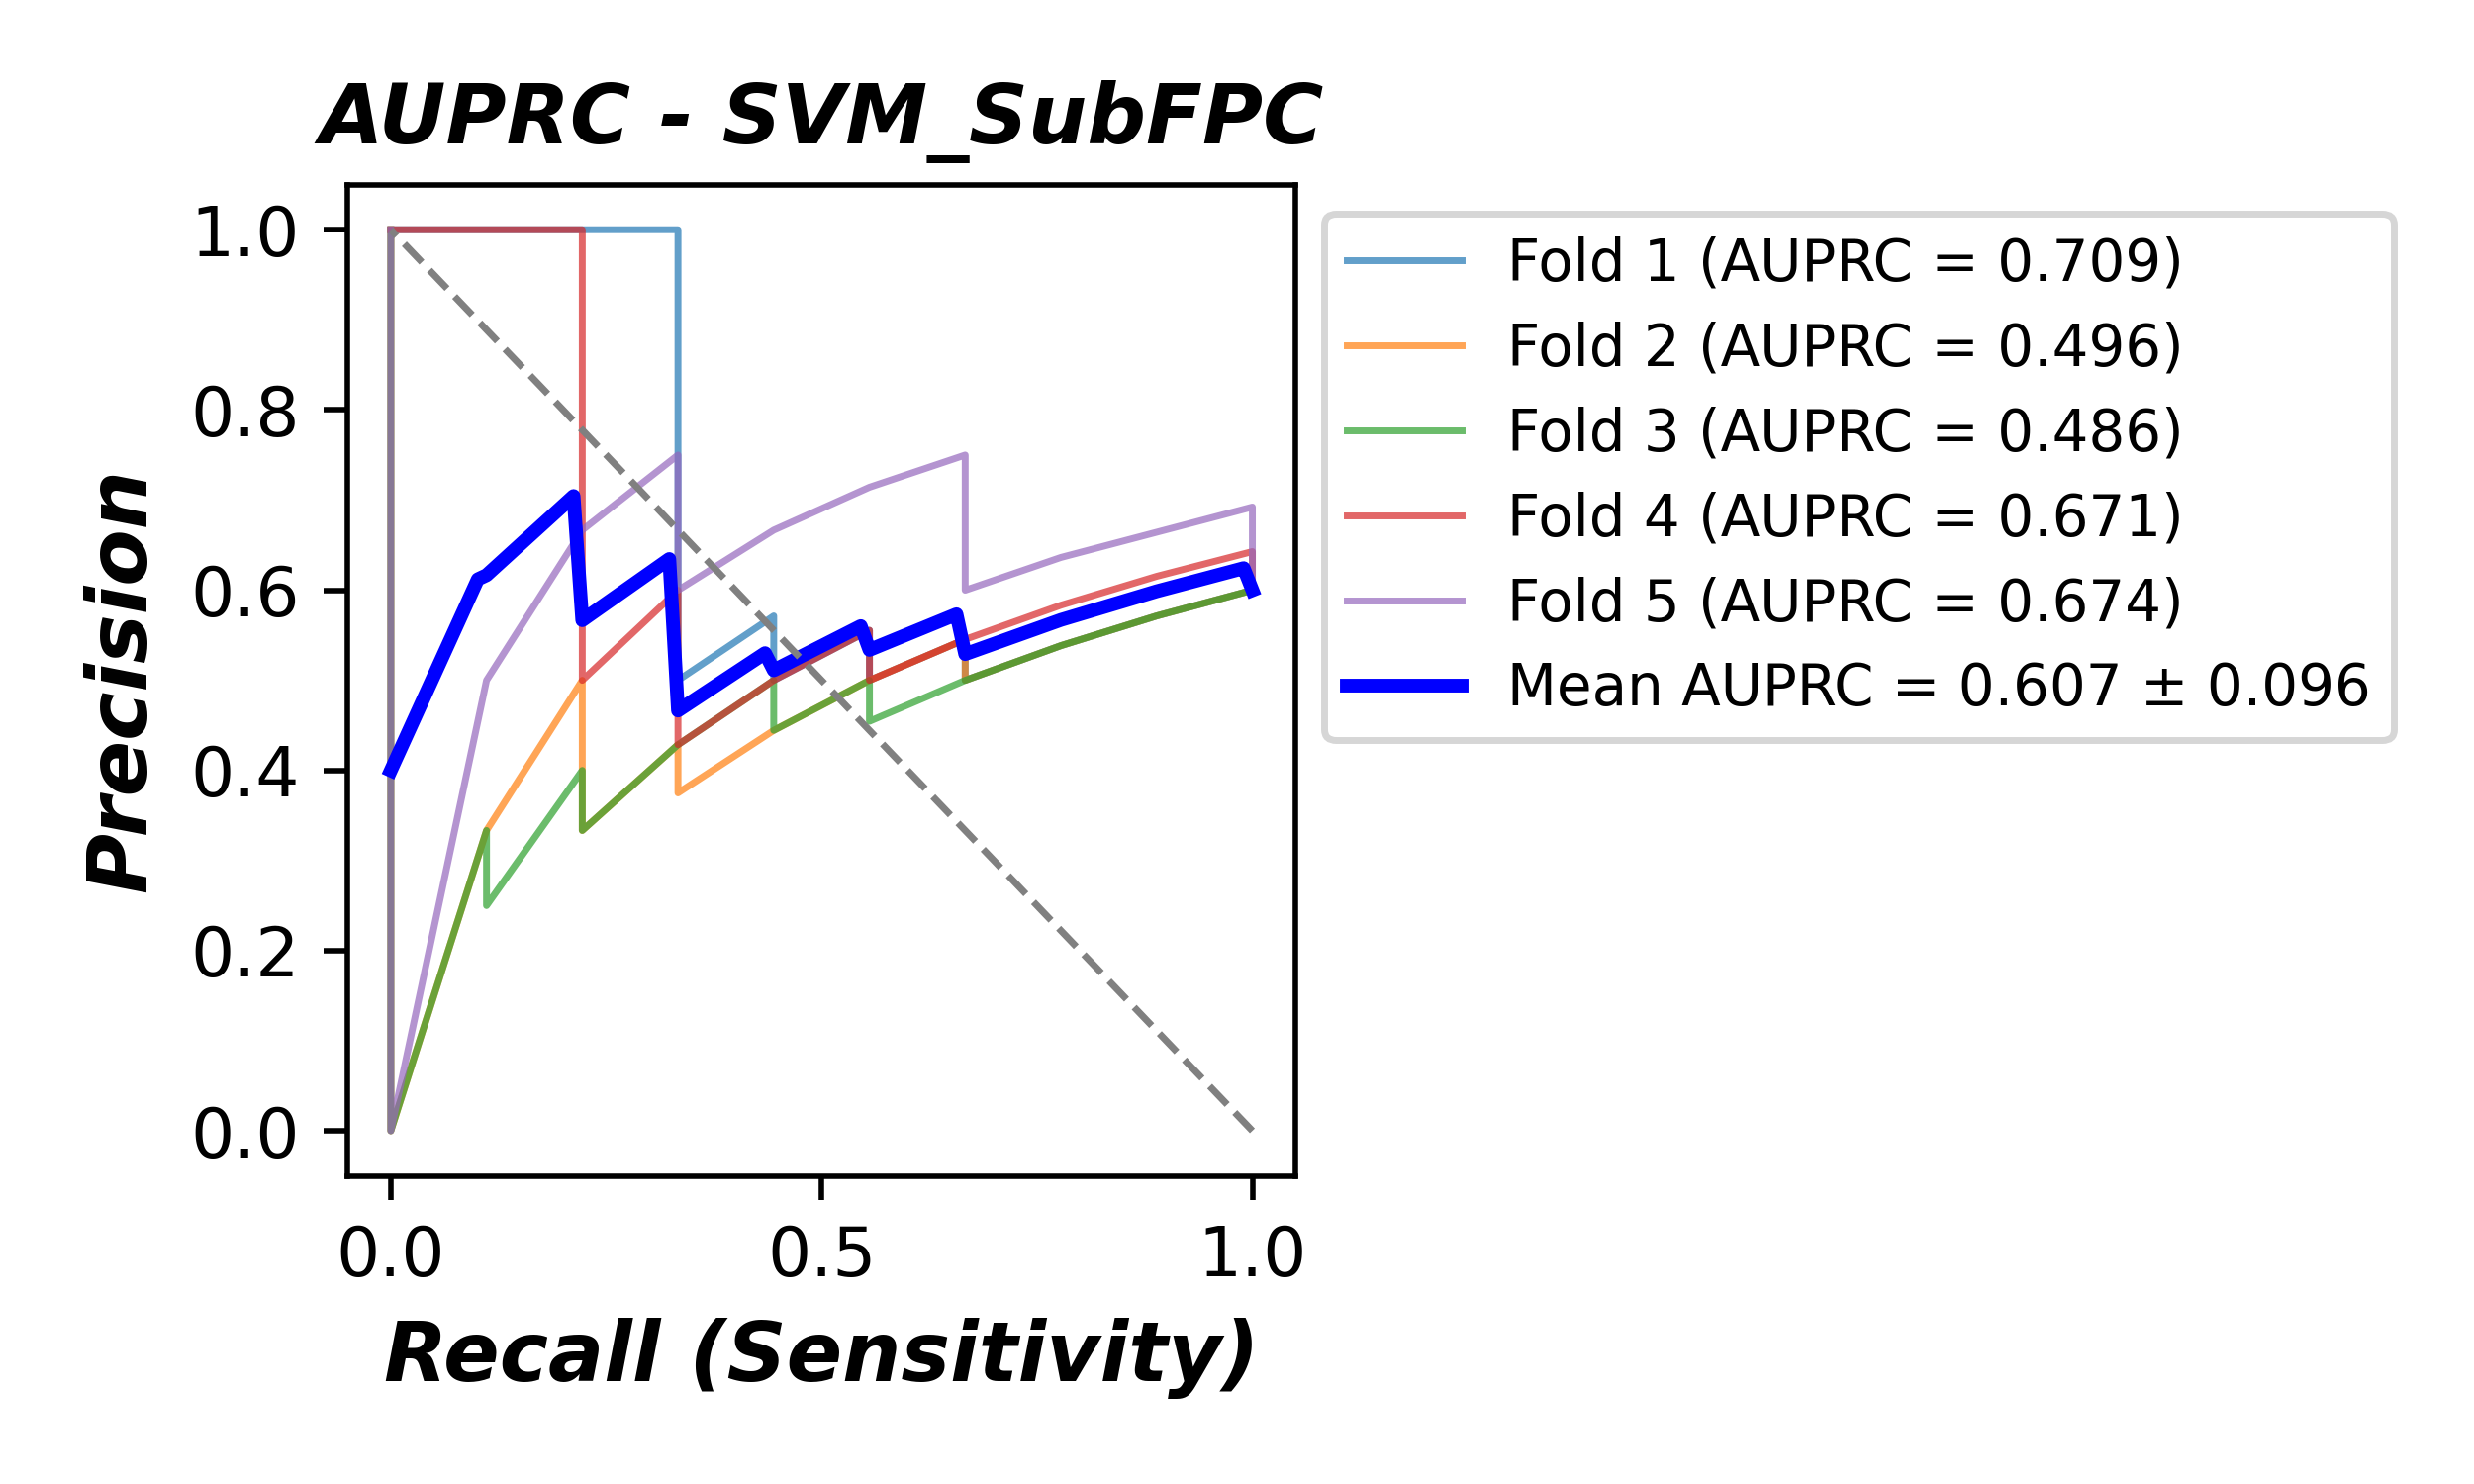 AUPRC - SVM_SubFPC
Precision
1.0
0.8
0.6
0.4
0.2
0.0
0.0 0.5 1.0
Recall (Sensitivity)
Fold 1 (AUPRC = 0.709)
Fold 2 (AUPRC = 0.496)
Fold 3 (AUPRC = 0.486)
Fold 4 (AUPRC = 0.671)
Fold 5 (AUPRC = 0.674)
Mean AUPRC = 0.607 ± 0.096